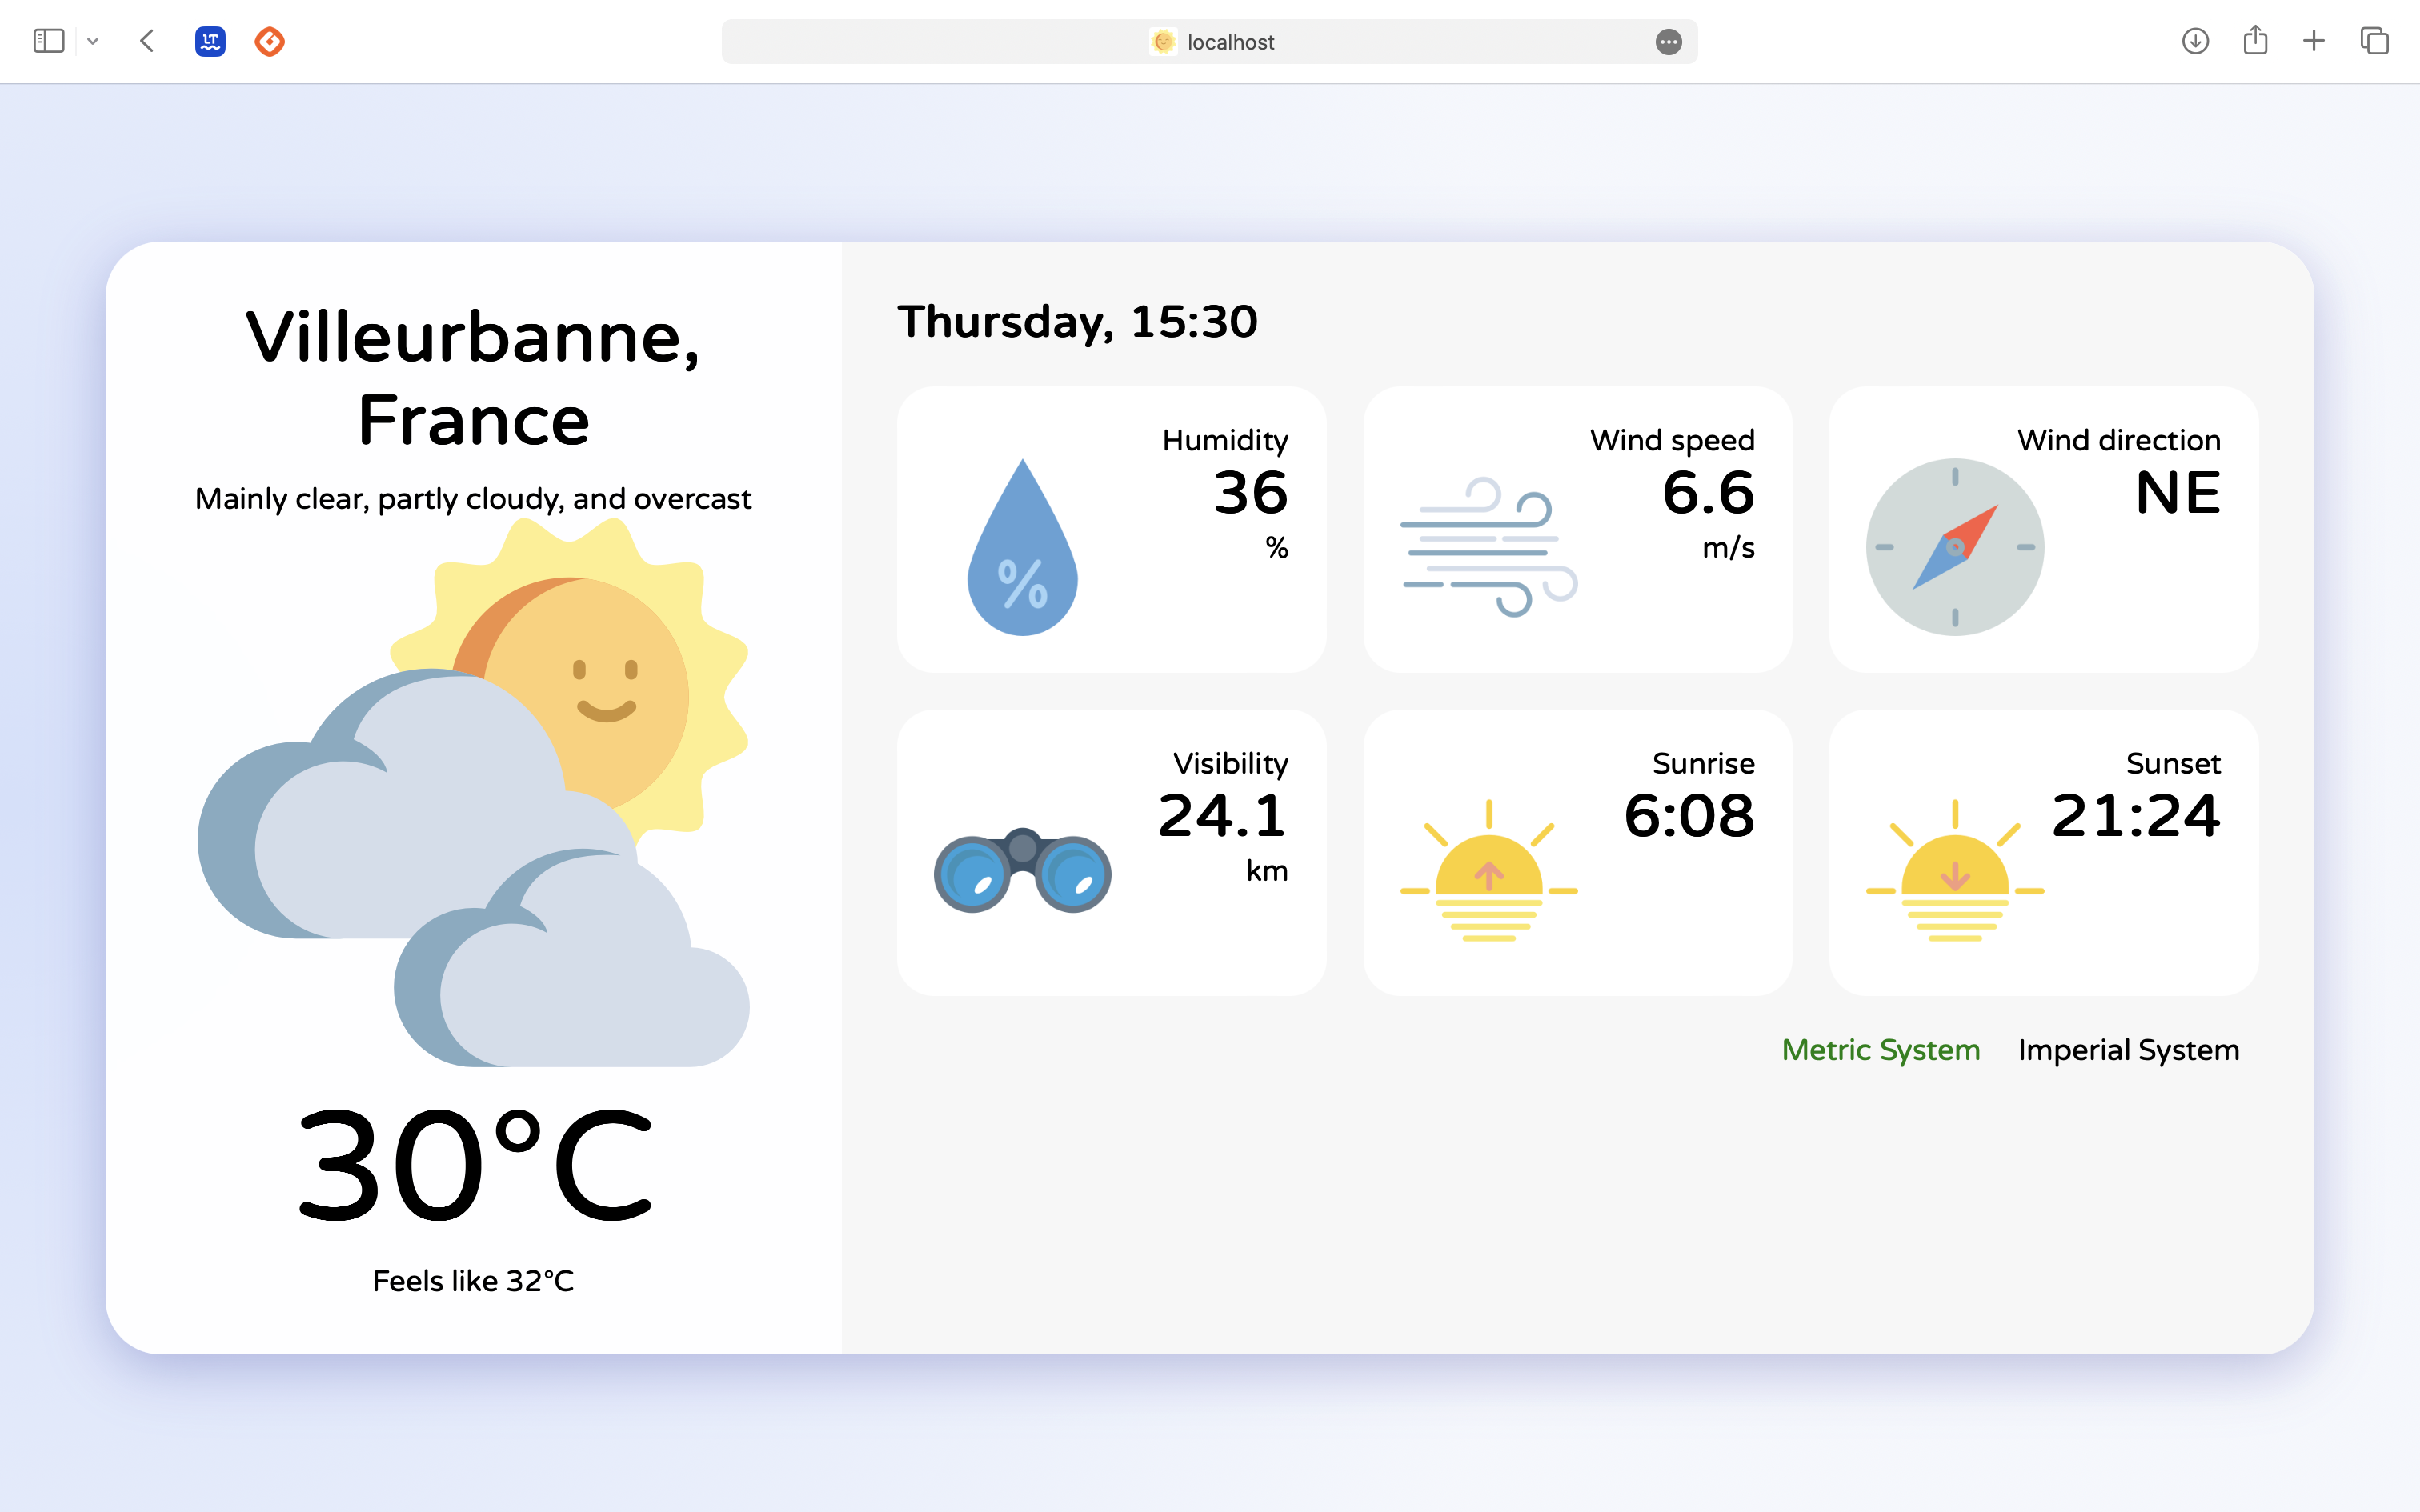 LT
localhost
Villeurbanne,
France
Mainly clear, partly cloudy, and overcast
30°C
Feels like 32°C
Thursday, 15:30
Humidity
36
%
%
Wind speed
6.6
m/s
Wind direction
NE
Visibility
24.1
km
Sunrise
6:08
Sunset
21:24
Metric System
Imperial System